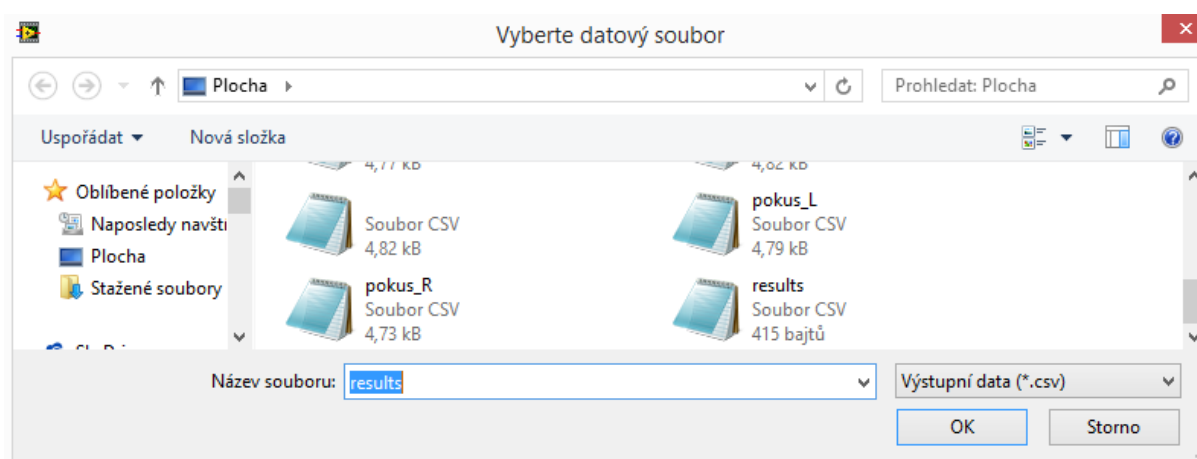 Vyberte datový soubor
Plocha
Prohledat: Plocha
Uspořádat
Nová složka
4,77 kB
4,82 kB
Oblíbené položky
Naposledy navšti
Plocha
Stažené soubory
Soubor CSV
4,82 kB
pokus_L
Soubor CSV
4,79 kB
pokus_R
Soubor CSV
4,73 kB
results
Soubor CSV
415 bajtů
Název souboru:
results
Výstupní data (*.csv)
OK
Storno